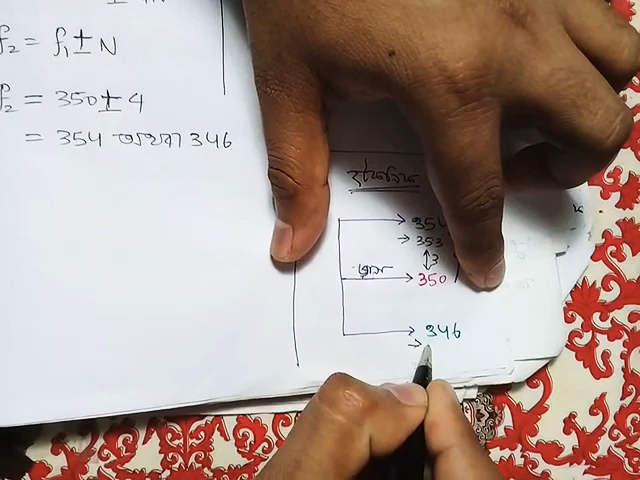 ± N
f₂ = f₁ ± N
f₂ = 350 ± 4
= 354 অথবা 346
→ 354
→ 353
↕3
→ 350
→ 346
→